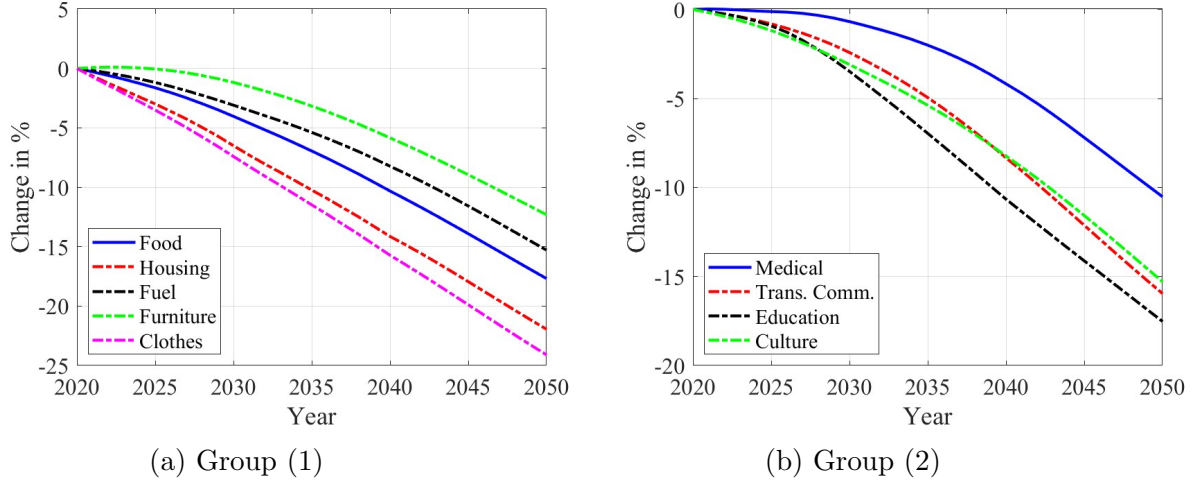 5
0
-5
-10
-15
-20
-25
Change in %
Food
Housing
Fuel
Furniture
Clothes
2020 2025 2030 2035 2040 2045 2050
Year
(a) Group (1)
0
-5
-10
-15
-20
Change in %
Medical
Trans. Comm.
Education
Culture
2020 2025 2030 2035 2040 2045 2050
Year
(b) Group (2)